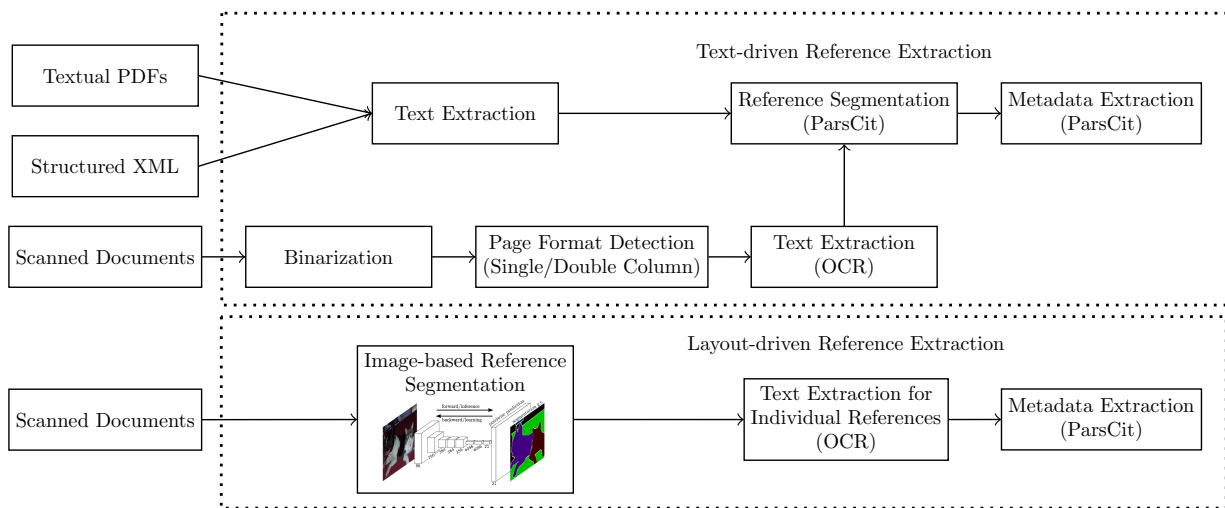 Text-driven Reference Extraction
Textual PDFs
Structured XML
Text Extraction
Reference Segmentation
(ParsCit)
Metadata Extraction
(ParsCit)
Scanned Documents
Binarization
Page Format Detection
(Single/Double Column)
Text Extraction
(OCR)
Layout-driven Reference Extraction
Scanned Documents
Image-based Reference
Segmentation
forward/inference
backward/learning
21
Text Extraction for
Individual References
(OCR)
Metadata Extraction
(ParsCit)